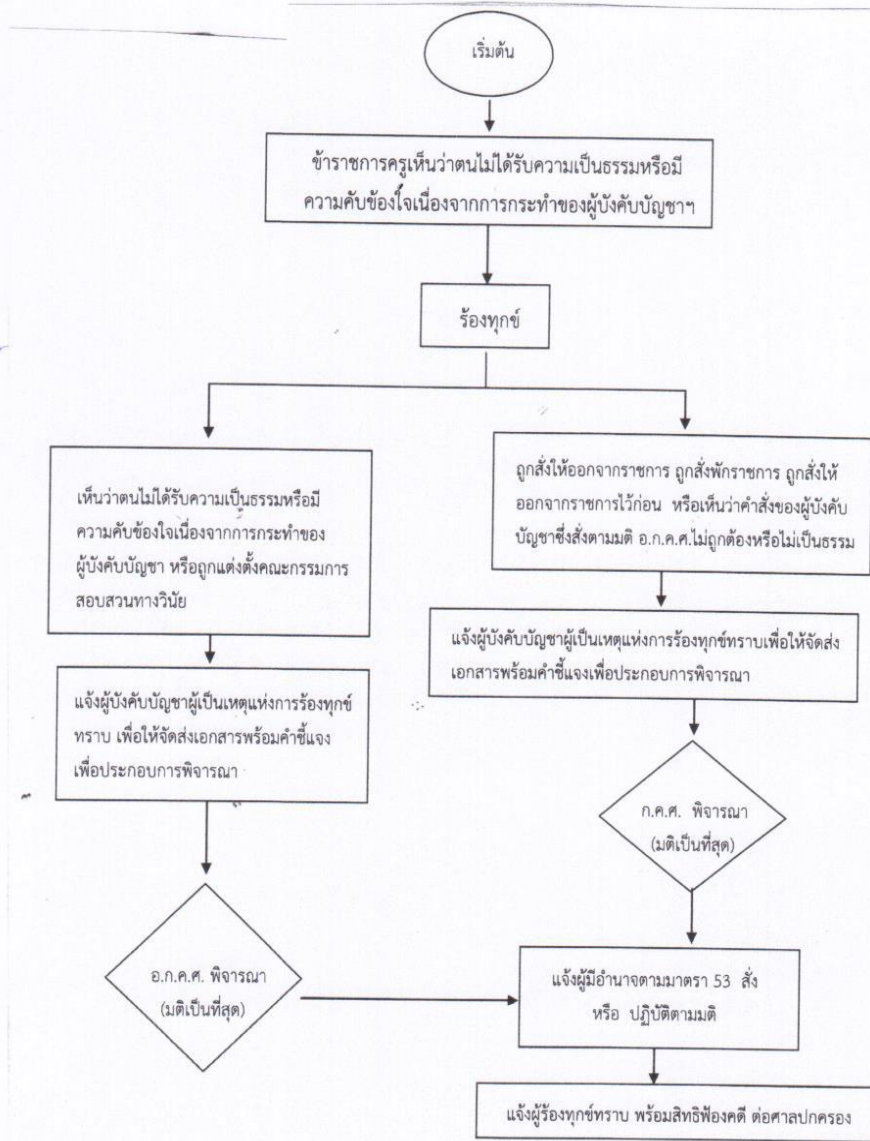 เริ่มต้น
ข้าราชการครูเห็นว่าตนไม่ได้รับความเป็นธรรมหรือมี
ความคับข้องใจเนื่องจากการกระทำของผู้บังคับบัญชาฯ
ร้องทุกข์
เห็นว่าตนไม่ได้รับความเป็นธรรมหรือมี
ความคับข้องใจเนื่องจากการกระทำของ
ผู้บังคับบัญชา หรือถูกแต่งตั้งคณะกรรมการ
สอบสวนทางวินัย
แจ้งผู้บังคับบัญชาผู้เป็นเหตุแห่งการร้องทุกข์
ทราบ เพื่อให้จัดส่งเอกสารพร้อมคำชี้แจง
เพื่อประกอบการพิจารณา
อ.ก.ค.ศ. พิจารณา
(มติเป็นที่สุด)
ถูกสั่งให้ออกจากราชการ ถูกสั่งพักราชการ ถูกสั่งให้
ออกจากราชการไว้ก่อน หรือเห็นว่าคำสั่งของผู้บังคับ
บัญชาซึ่งสั่งตามมติ อ.ก.ค.ศ.ไม่ถูกต้องหรือไม่เป็นธรรม
แจ้งผู้บังคับบัญชาผู้เป็นเหตุแห่งการร้องทุกข์ทราบเพื่อให้จัดส่ง
เอกสารพร้อมคำชี้แจงเพื่อประกอบการพิจารณา
ก.ค.ศ. พิจารณา
(มติเป็นที่สุด)
แจ้งผู้มีอำนาจตามมาตรา 53 สั่ง
หรือ ปฏิบัติตามมติ
แจ้งผู้ร้องทุกข์ทราบ พร้อมสิทธิฟ้องคดี ต่อศาลปกครอง